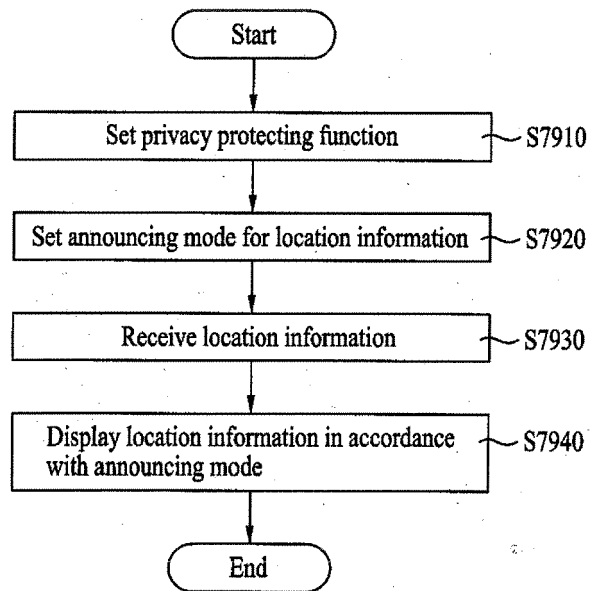 Start
Set privacy protecting function
S7910
Set announcing mode for location information
S7920
Receive location information
S7930
Display location information in accordance
with announcing mode
S7940
End